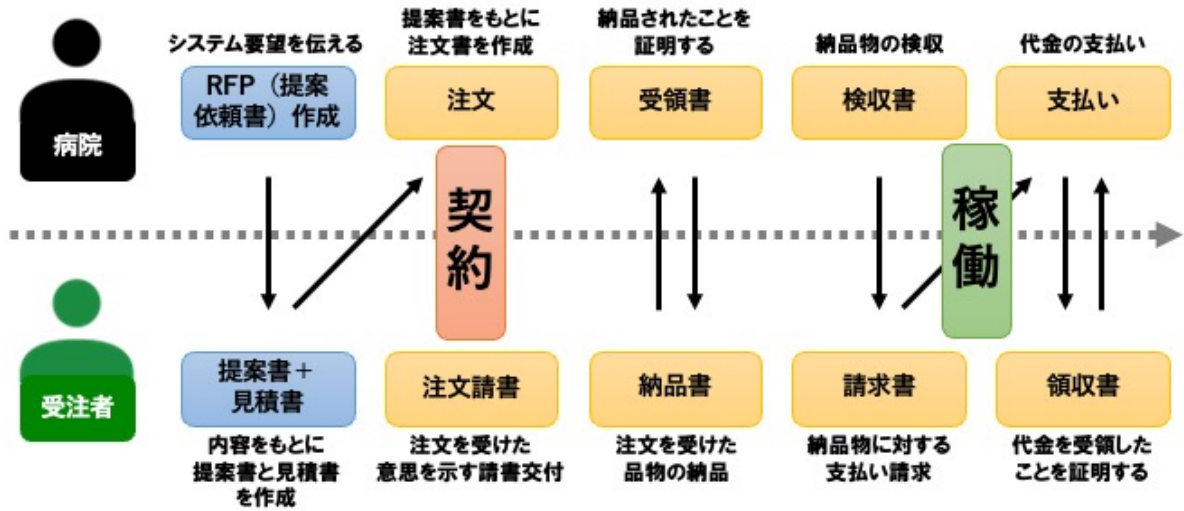 システム要望を伝える
RFP（提案
依頼書）作成
提案書をもとに
注文書を作成
注文
納品されたことを
証明する
受領書
納品物の検収
検収書
代金の支払い
支払い
病院
契約
稼働
受注者
提案書＋
見積書
内容をもとに
提案書と見積書
を作成
注文請書
注文を受けた
意思を示す請書交付
納品書
注文を受けた
品物の納品
請求書
納品物に対する
支払い請求
領収書
代金を受領した
ことを証明する